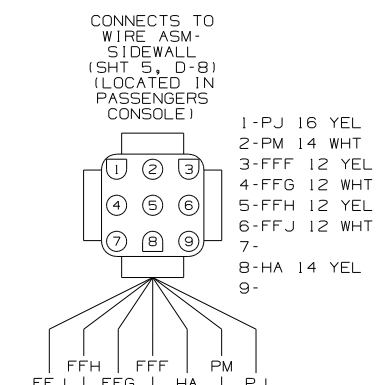 CONNECTS TO
WIRE ASM-
SIDEWALL
(SHT 5, D-8)
(LOCATED IN
PASSENGERS
CONSOLE)
1-PJ 16 YEL
2-PM 14 WHT
3-FFF 12 YEL
4-FFG 12 WHT
5-FFH 12 YEL
6-FFJ 12 WHT
7-
8-HA 14 YEL
9-
1 2 3
4 5 6
7 8 9
FFH FFF PM
FFJ FFG HA PJ